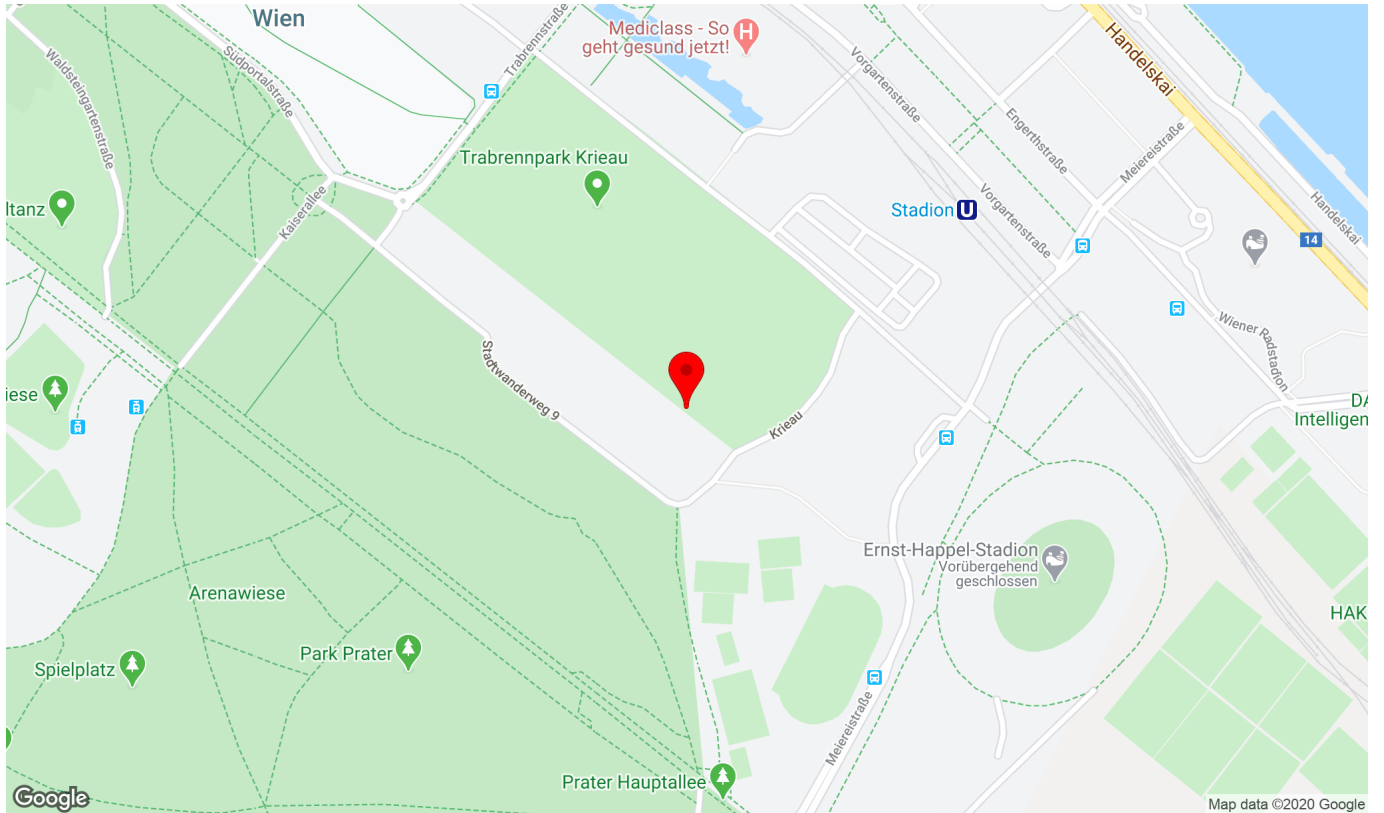 Wien
Mediclass - So
geht gesund jetzt!
H
Handelskai
Waldsteingartenstraße
Südportalstraße
Trabrennstraße
Vorgartenstraße
Engerthstraße
Meiereistraße
Trabrennpark Krieau
Kaiserallee
ltanz
Stadion U
Vorgartenstraße
Handelskai
14
Wiener Radstadion
Stadtwanderweg 9
iese
Krieau
DA
Intelligen
Ernst-Happel-Stadion
Vorübergehend
geschlossen
Arenawiese
HAK
Park Prater
Spielplatz
Meiereistraße
Prater Hauptallee
Google
Map data ©2020 Google